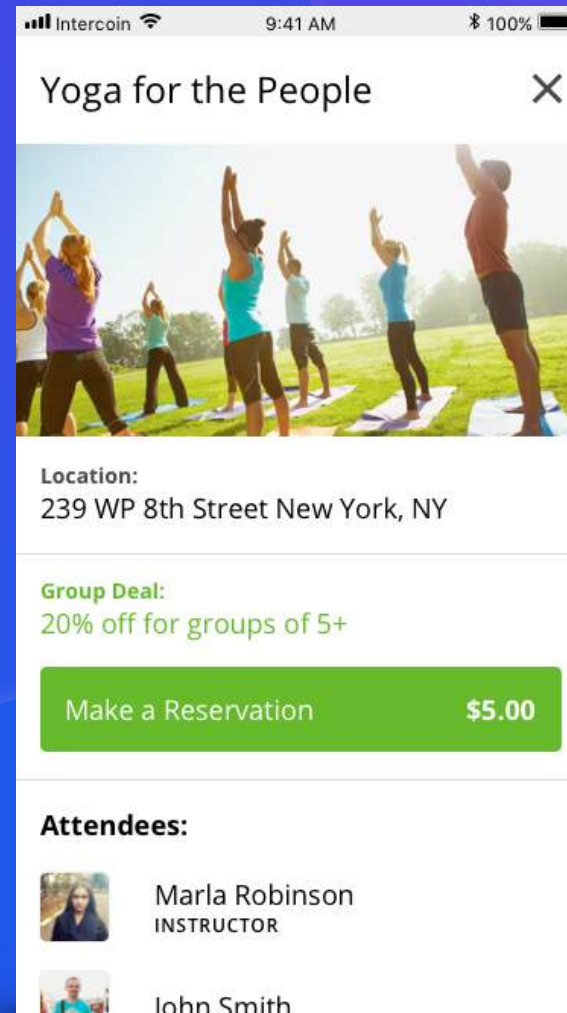 Intercoin 9:41 AM 100%
Yoga for the People
Location:
239 WP 8th Street New York, NY
Group Deal:
20% off for groups of 5+
Make a Reservation $5.00
Attendees:
Marla Robinson
INSTRUCTOR
John Smith